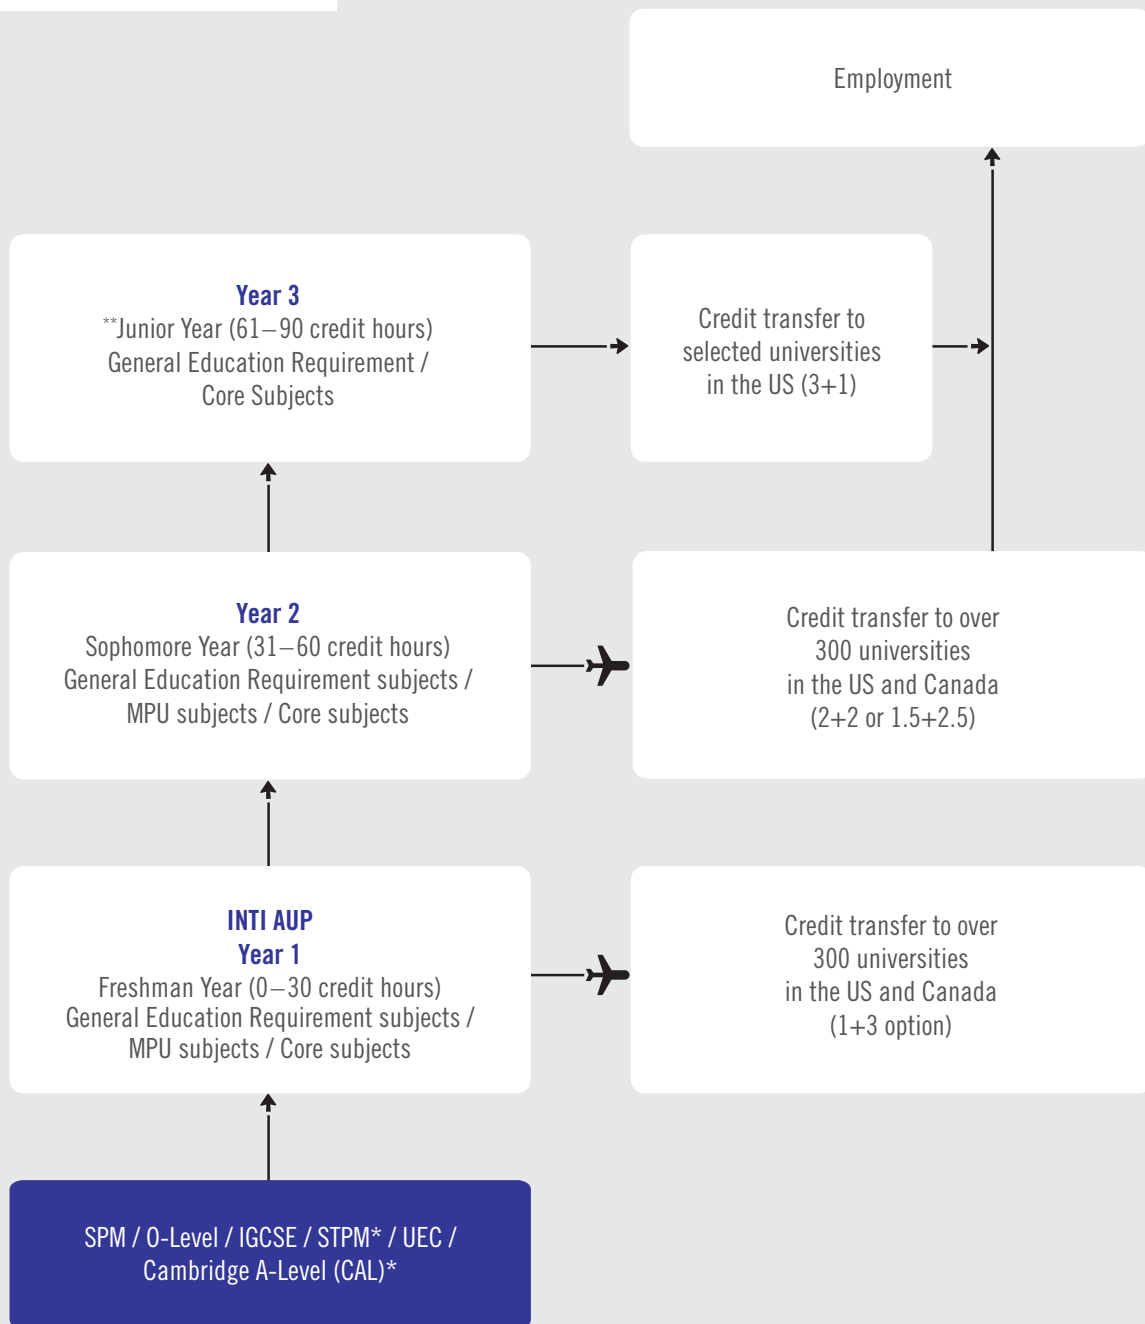 Employment
Year 3
**Junior Year (61–90 credit hours)
General Education Requirement /
Core Subjects
Credit transfer to
selected universities
in the US (3+1)
Year 2
Sophomore Year (31–60 credit hours)
General Education Requirement subjects /
MPU subjects / Core subjects
Credit transfer to over
300 universities
in the US and Canada
(2+2 or 1.5+2.5)
INTI AUP
Year 1
Freshman Year (0–30 credit hours)
General Education Requirement subjects /
MPU subjects / Core subjects
Credit transfer to over
300 universities
in the US and Canada
(1+3 option)
SPM / O-Level / IGCSE / STPM* / UEC /
Cambridge A-Level (CAL)*